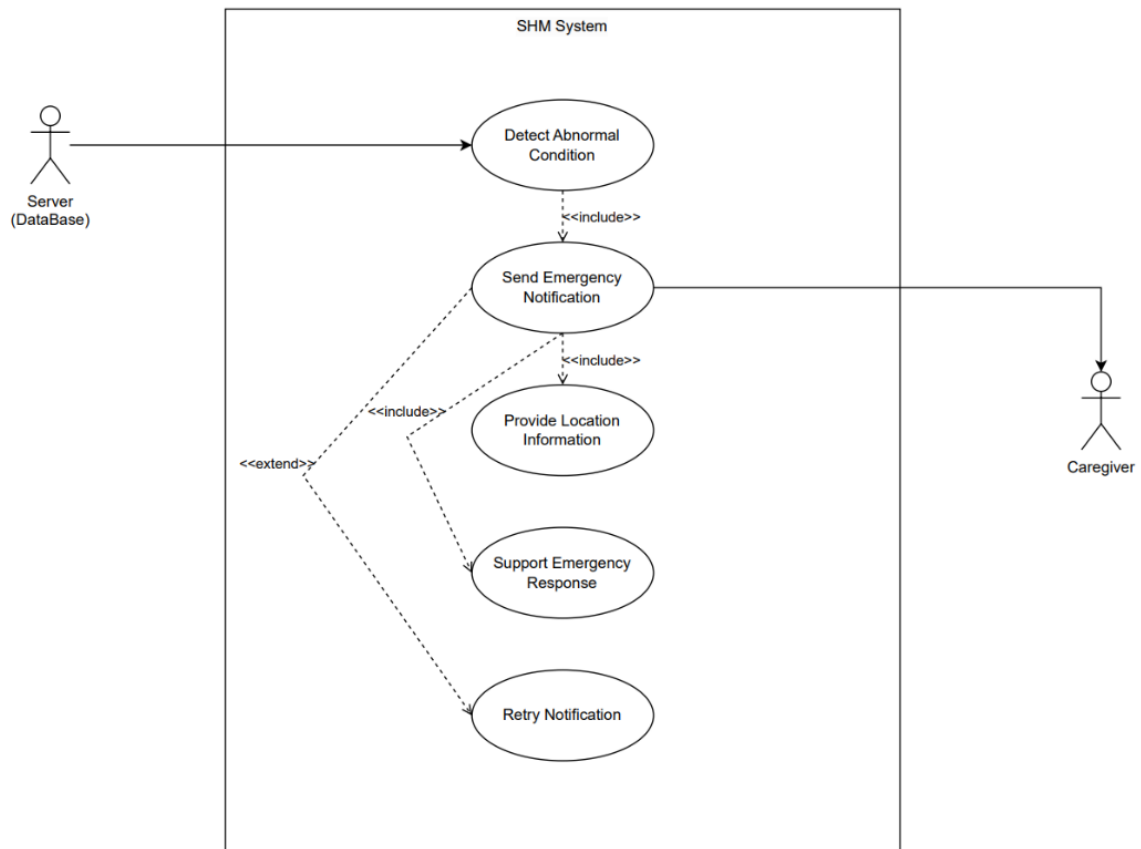 SHM System
Detect Abnormal
Condition
Server
(DataBase)
<<include>>
Send Emergency
Notification
<<include>>
<<include>>
Provide Location
Information
<<extend>>
Caregiver
Support Emergency
Response
Retry Notification